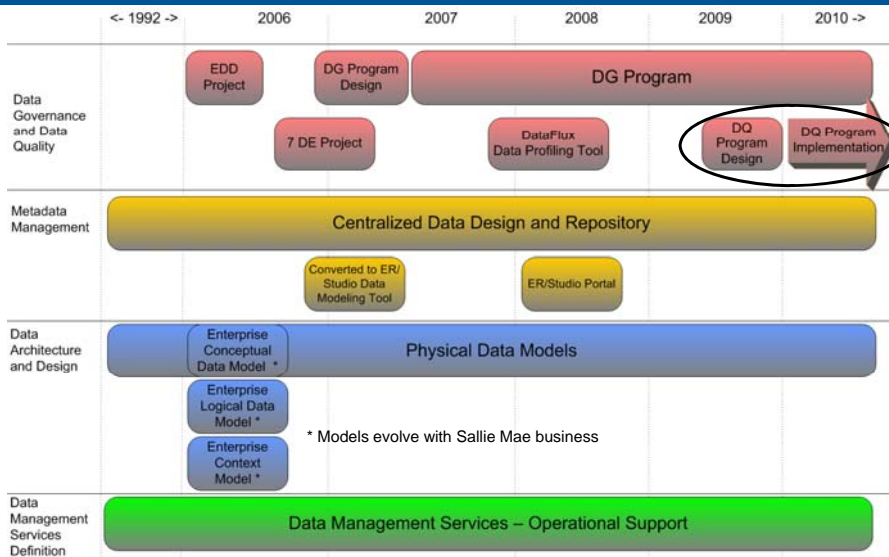 <- 1992 -> 2006 2007 2008 2009 2010 ->
Data
Governance
and Data
Quality
EDD
Project
DG Program
Design
DG Program
7 DE Project
DataFlux
Data Profiling Tool
DQ
Program
Design
DQ Program
Implementation
Metadata
Management
Centralized Data Design and Repository
Converted to ER/
Studio Data
Modeling Tool
ER/Studio Portal
Data
Architecture
and Design
Enterprise
Conceptual
Data Model *
Physical Data Models
Enterprise
Logical Data
Model *
* Models evolve with Sallie Mae business
Enterprise
Context
Model *
Data
Management
Services
Definition
Data Management Services – Operational Support